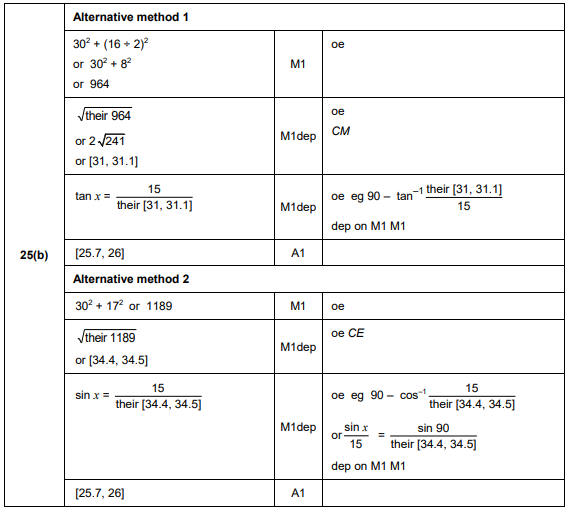 Alternative method 1
30² + (16 ÷ 2)²
or 30² + 8²
or 964
M1
oe
√their 964
or 2√241
or [31, 31.1]
M1dep
oe
CM
tan x = 15 / their [31, 31.1]
M1dep
oe eg 90 – tan⁻¹ their [31, 31.1] / 15
dep on M1 M1
25(b)
[25.7, 26]
A1
Alternative method 2
30² + 17² or 1189
M1
oe
√their 1189
or [34.4, 34.5]
M1dep
oe CE
sin x = 15 / their [34.4, 34.5]
M1dep
oe eg 90 – cos⁻¹ 15 / their [34.4, 34.5]
or sin x / 15 = sin 90 / their [34.4, 34.5]
dep on M1 M1
[25.7, 26]
A1